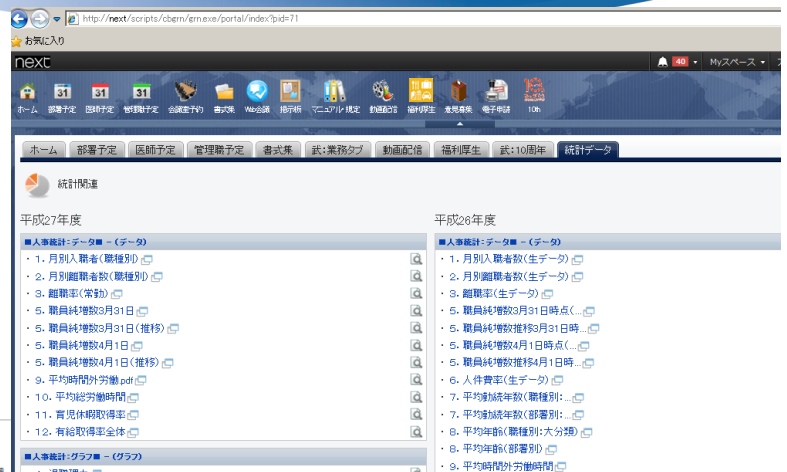 http://next/scripts/cbgrn/grn.exe/portal/index?pid=71
お気に入り
next
40
Myスペース
ホーム
31 部署予定
31 医師予定
31 管理職予定
会議室予約
書式集
Web会議
掲示板
マニュアル・規定
動画配信
福利厚生
意見募集
電子申請
10th
ホーム
部署予定
医師予定
管理職予定
書式集
武:業務タブ
動画配信
福利厚生
武:10周年
統計データ
統計関連
平成27年度
■人事統計:データ■ - (データ)
・1. 月別入職者(職種別)
・2. 月別離職者数(職種別)
・3. 離職率(常勤)
・5. 職員純増数3月31日
・5. 職員純増数3月31日(推移)
・5. 職員純増数4月1日
・5. 職員純増数4月1日(推移)
・9. 平均時間外労働.pdf
・10. 平均総労働時間
・11. 育児休暇取得率
・12. 有給取得率全体
■人事統計:グラフ■ - (グラフ)
平成26年度
■人事統計:データ■ - (データ)
・1. 月別入職者数(生データ)
・2. 月別離職者数(生データ)
・3. 離職率(生データ)
・5. 職員純増数3月31日時点(...
・5. 職員純増数推移3月31日時...
・5. 職員純増数4月1日時点(...
・5. 職員純増数推移4月1日時...
・6. 人件費率(生データ)
・7. 平均勤続年数(職種別:...
・7. 平均勤続年数(部署別:...
・8. 平均年齢(職種別:大分類)
・8. 平均年齢(部署別)
・9. 平均時間外労働時間